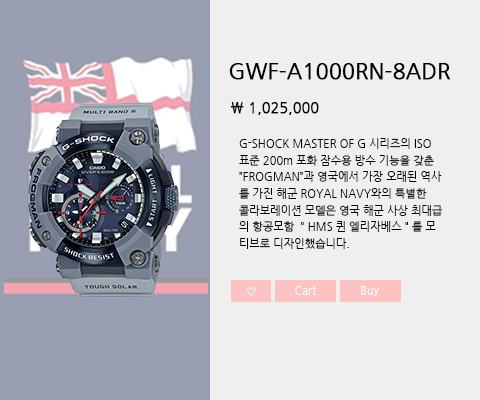 GWF-A1000RN-8ADR
₩ 1,025,000
G-SHOCK MASTER OF G 시리즈의 ISO
표준 200m 포화 잠수용 방수 기능을 갖춘
"FROGMAN"과 영국에서 가장 오래된 역사
를 가진 해군 ROYAL NAVY와의 특별한
콜라보레이션 모델은 영국 해군 사상 최대급
의 항공모함 " HMS 퀸 엘리자베스 " 를 모
티브로 디자인했습니다.
♡ Cart Buy
MULTI BAND 6
G-SHOCK
CASIO
DIVER'S 200M
FROGMAN
LIGHT
START
SHOCK RESIST
TOUGH SOLAR